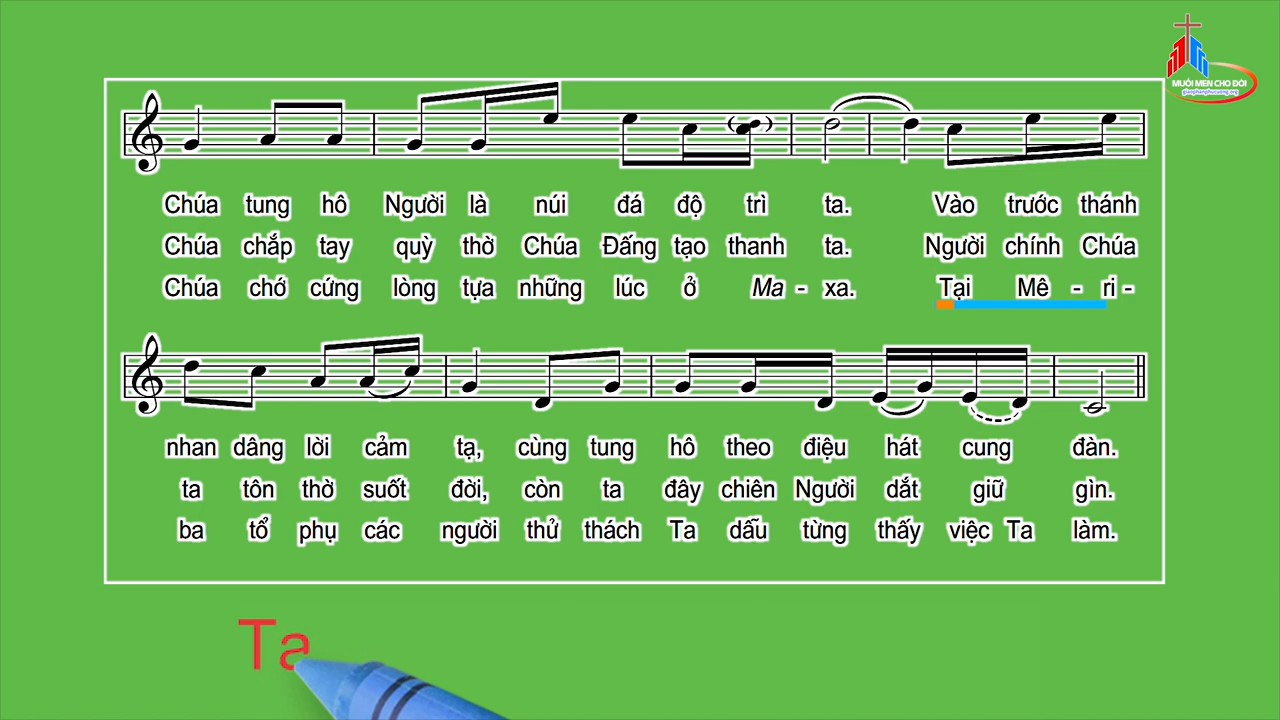 MUỐI MEN CHO ĐỜI
giaophanphucuong.org
Chúa tung hô Người là núi đá độ trì ta. Vào trước thánh
Chúa chắp tay quỳ thờ Chúa Đấng tạo thanh ta. Người chính Chúa
Chúa chớ cứng lòng tựa những lúc ở Ma - xa. Tại Mê - ri -
nhan dâng lời cảm tạ, cùng tung hô theo điệu hát cung đàn.
ta tôn thờ suốt đời, còn ta đây chiên Người dắt giữ gìn.
ba tổ phụ các người thử thách Ta dẫu từng thấy việc Ta làm.
Ta